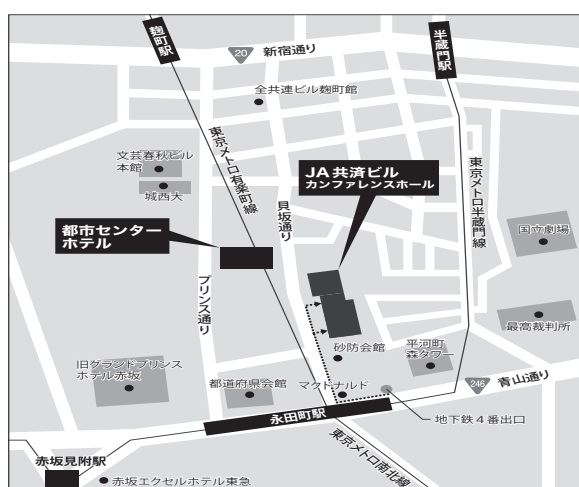 麹町駅
20
新宿通り
半蔵門駅
全共連ビル麹町館
東京メトロ有楽町線
文芸春秋ビル
本館
城西大
貝坂通り
JA共済ビル
カンファレンスホール
東京メトロ半蔵門線
都市センター
ホテル
国立劇場
プリンス通り
最高裁判所
砂防会館
平河町
森タワー
旧グランドプリンス
ホテル赤坂
都道府県会館
マクドナルド
246
青山通り
永田町駅
地下鉄4番出口
赤坂見附駅
東京メトロ南北線
赤坂エクセルホテル東急